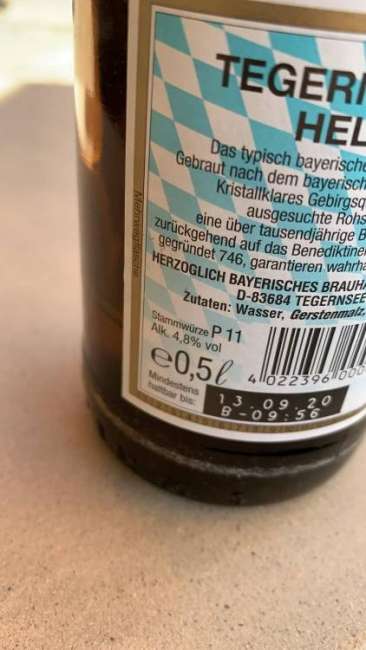 TEGERN
HEL
Das typisch bayerische
Gebraut nach dem bayerisch
Kristallklares Gebirgsq
ausgesuchte Rohs
eine über tausendjährige B
zurückgehend auf das Benediktiner
gegründet 746, garantieren wahrha
HERZOGLICH BAYERISCHES BRAUHA
D-83684 TEGERNSEE
Zutaten: Wasser, Gerstenmalz,
Stammwürze P 11
Alk. 4,8% vol
e0,5ℓ
4 022396 000
Mindestens
haltbar bis:
13.09.20
B-09:56
Mehrwegflasche